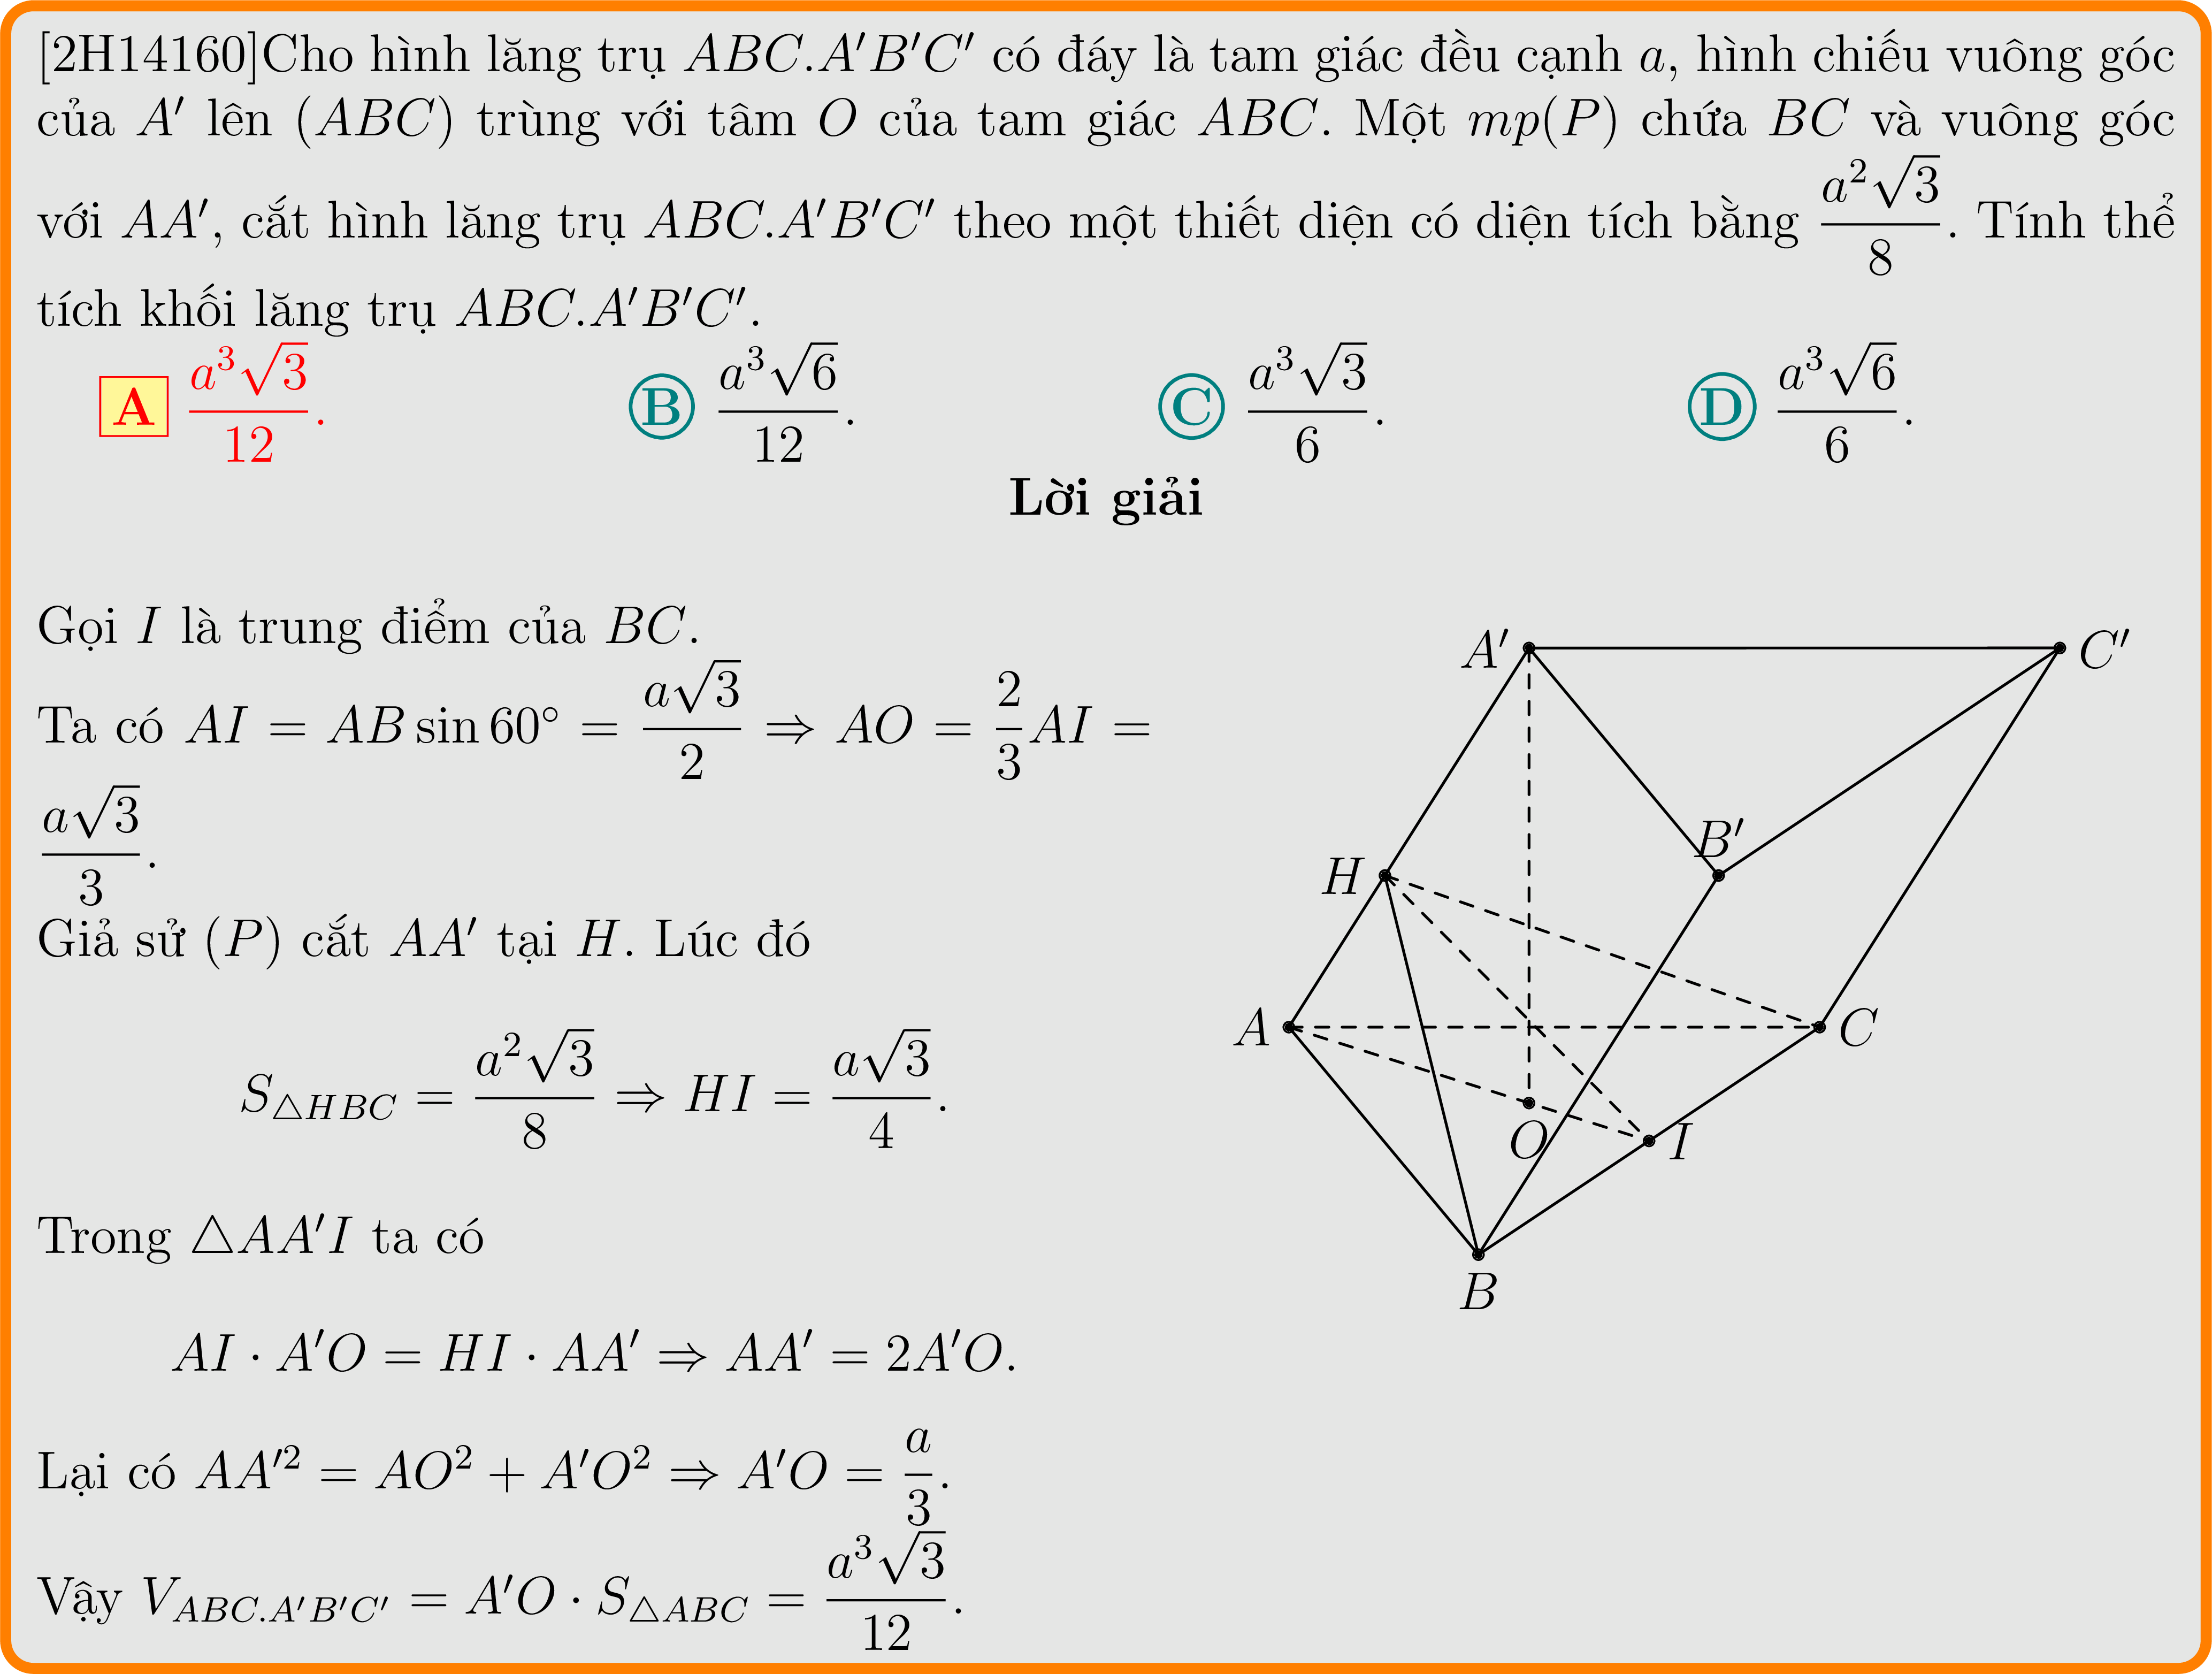 [2H14160]Cho hình lăng trụ $ABC.A'B'C'$ có đáy là tam giác đều cạnh $a$, hình chiếu vuông góc
của $A'$ lên $(ABC)$ trùng với tâm $O$ của tam giác $ABC$. Một $mp(P)$ chứa $BC$ và vuông góc
với $AA'$, cắt hình lăng trụ $ABC.A'B'C'$ theo một thiết diện có diện tích bằng $\frac{a^2\sqrt{3}}{8}$. Tính thể
tích khối lăng trụ $ABC.A'B'C'$.
A $\frac{a^3\sqrt{3}}{12}$. B $\frac{a^3\sqrt{6}}{12}$. C $\frac{a^3\sqrt{3}}{6}$. D $\frac{a^3\sqrt{6}}{6}$.
Lời giải
Gọi $I$ là trung điểm của $BC$.
Ta có $AI = AB \sin 60^\circ = \frac{a\sqrt{3}}{2} \Rightarrow AO = \frac{2}{3}AI =$
$\frac{a\sqrt{3}}{3}$.
Giả sử $(P)$ cắt $AA'$ tại $H$. Lúc đó
$S_{\triangle HBC} = \frac{a^2\sqrt{3}}{8} \Rightarrow HI = \frac{a\sqrt{3}}{4}$.
Trong $\triangle AA'I$ ta có
$AI \cdot A'O = HI \cdot AA' \Rightarrow AA' = 2A'O$.
Lại có $AA'^2 = AO^2 + A'O^2 \Rightarrow A'O = \frac{a}{3}$.
Vậy $V_{ABC.A'B'C'} = A'O \cdot S_{\triangle ABC} = \frac{a^3\sqrt{3}}{12}$.
A'
C'
B'
H
A
C
O
I
B